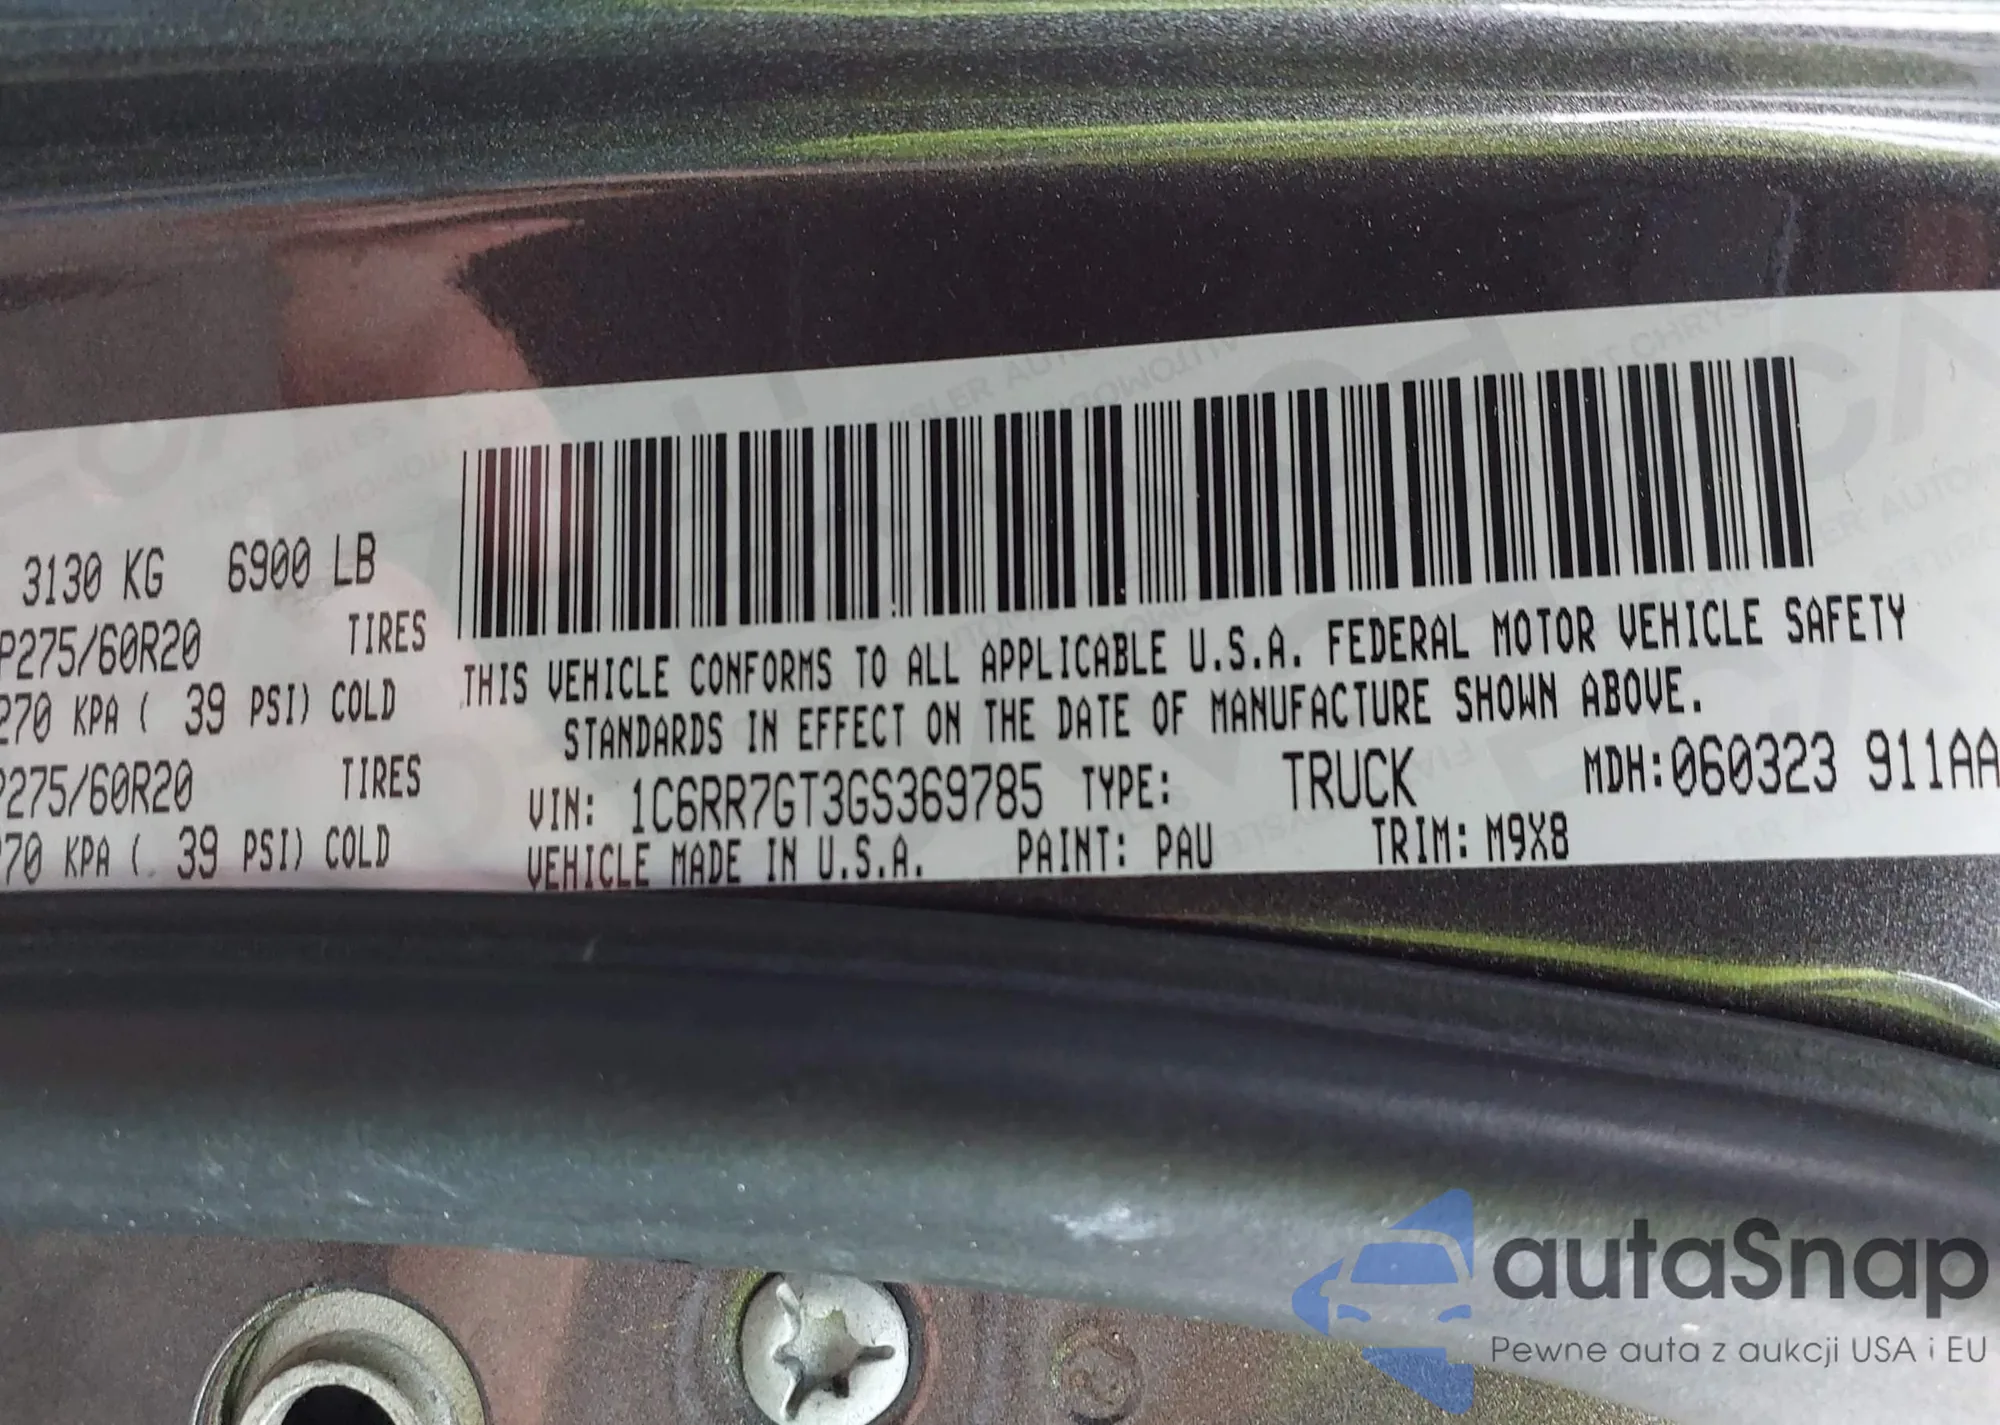 3130 KG 6900 LB
P275/60R20 TIRES
270 KPA ( 39 PSI) COLD
P275/60R20 TIRES
270 KPA ( 39 PSI) COLD
THIS VEHICLE CONFORMS TO ALL APPLICABLE U.S.A. FEDERAL MOTOR VEHICLE SAFETY
STANDARDS IN EFFECT ON THE DATE OF MANUFACTURE SHOWN ABOVE.
VIN: 1C6RR7GT3GS369785 TYPE: TRUCK MDH:060323 911AA
VEHICLE MADE IN U.S.A. PAINT: PAU TRIM: M9X8
autaSnap
Pewne auta z aukcji USA i EU